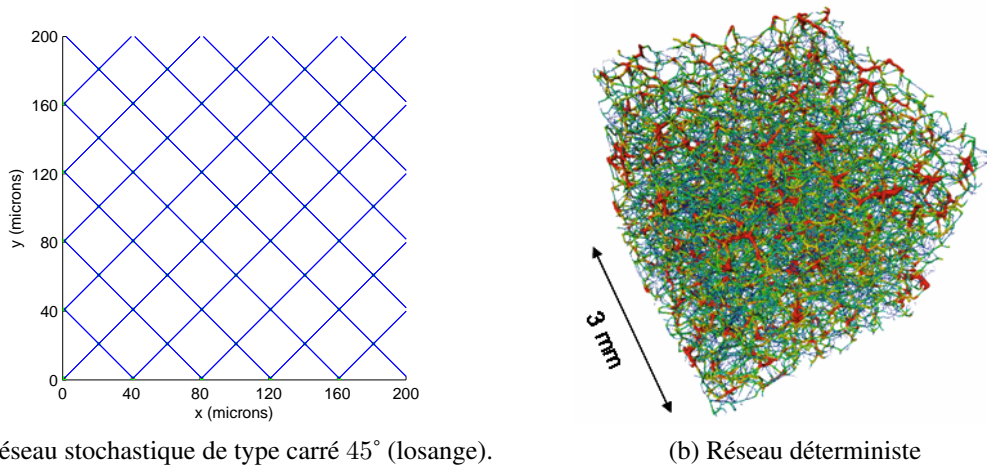 200
160
120
80
40
0
y (microns)
0 40 80 120 160 200
x (microns)
3 mm
éseau stochastique de type carré 45° (losange).
(b) Réseau déterministe